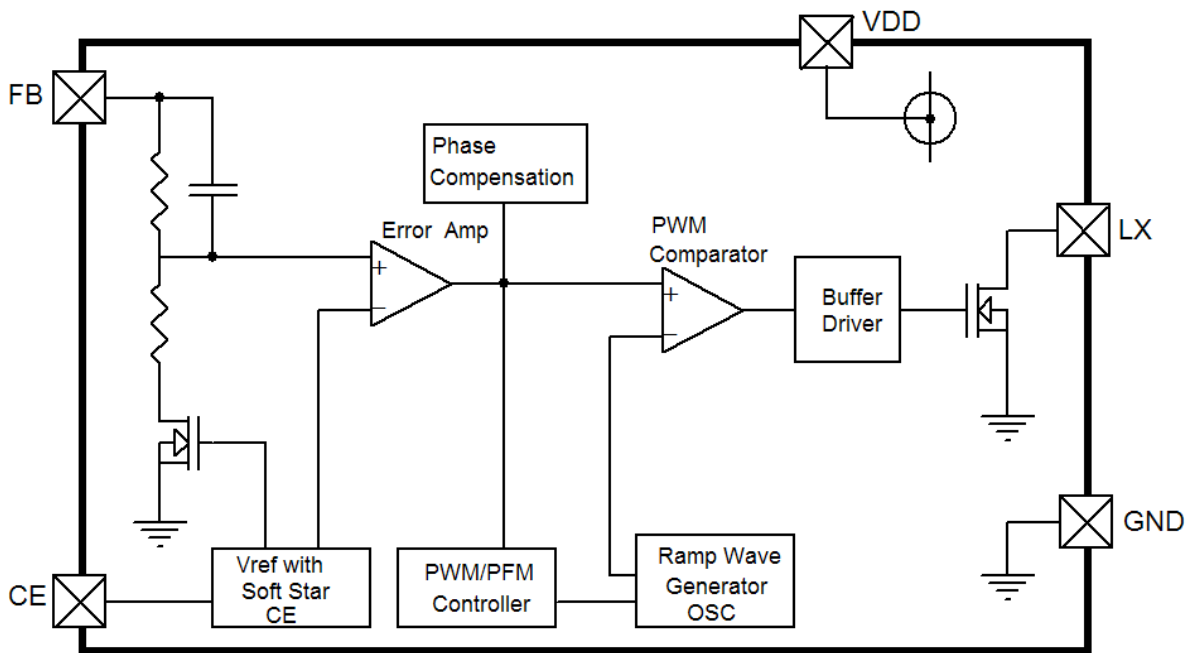 VDD
FB
Phase
Compensation
Error Amp
PWM
Comparator
LX
+
−
+
−
Buffer
Driver
GND
CE
Vref with
Soft Star
CE
PWM/PFM
Controller
Ramp Wave
Generator
OSC